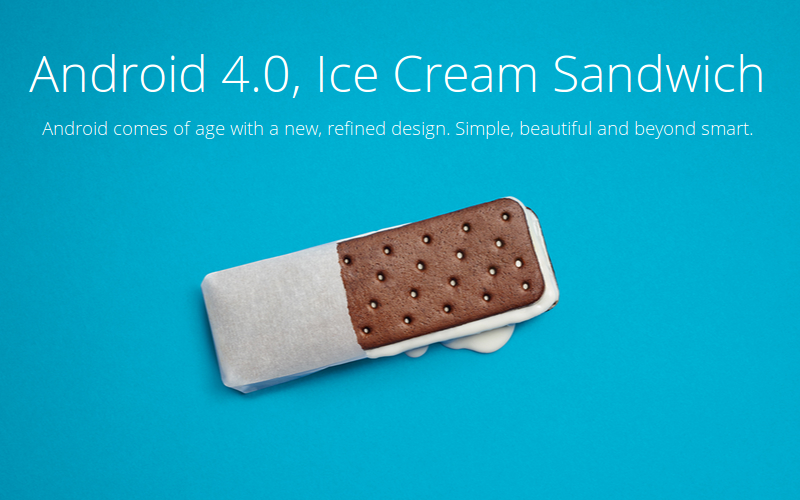 Android 4.0, Ice Cream Sandwich
Android comes of age with a new, refined design. Simple, beautiful and beyond smart.